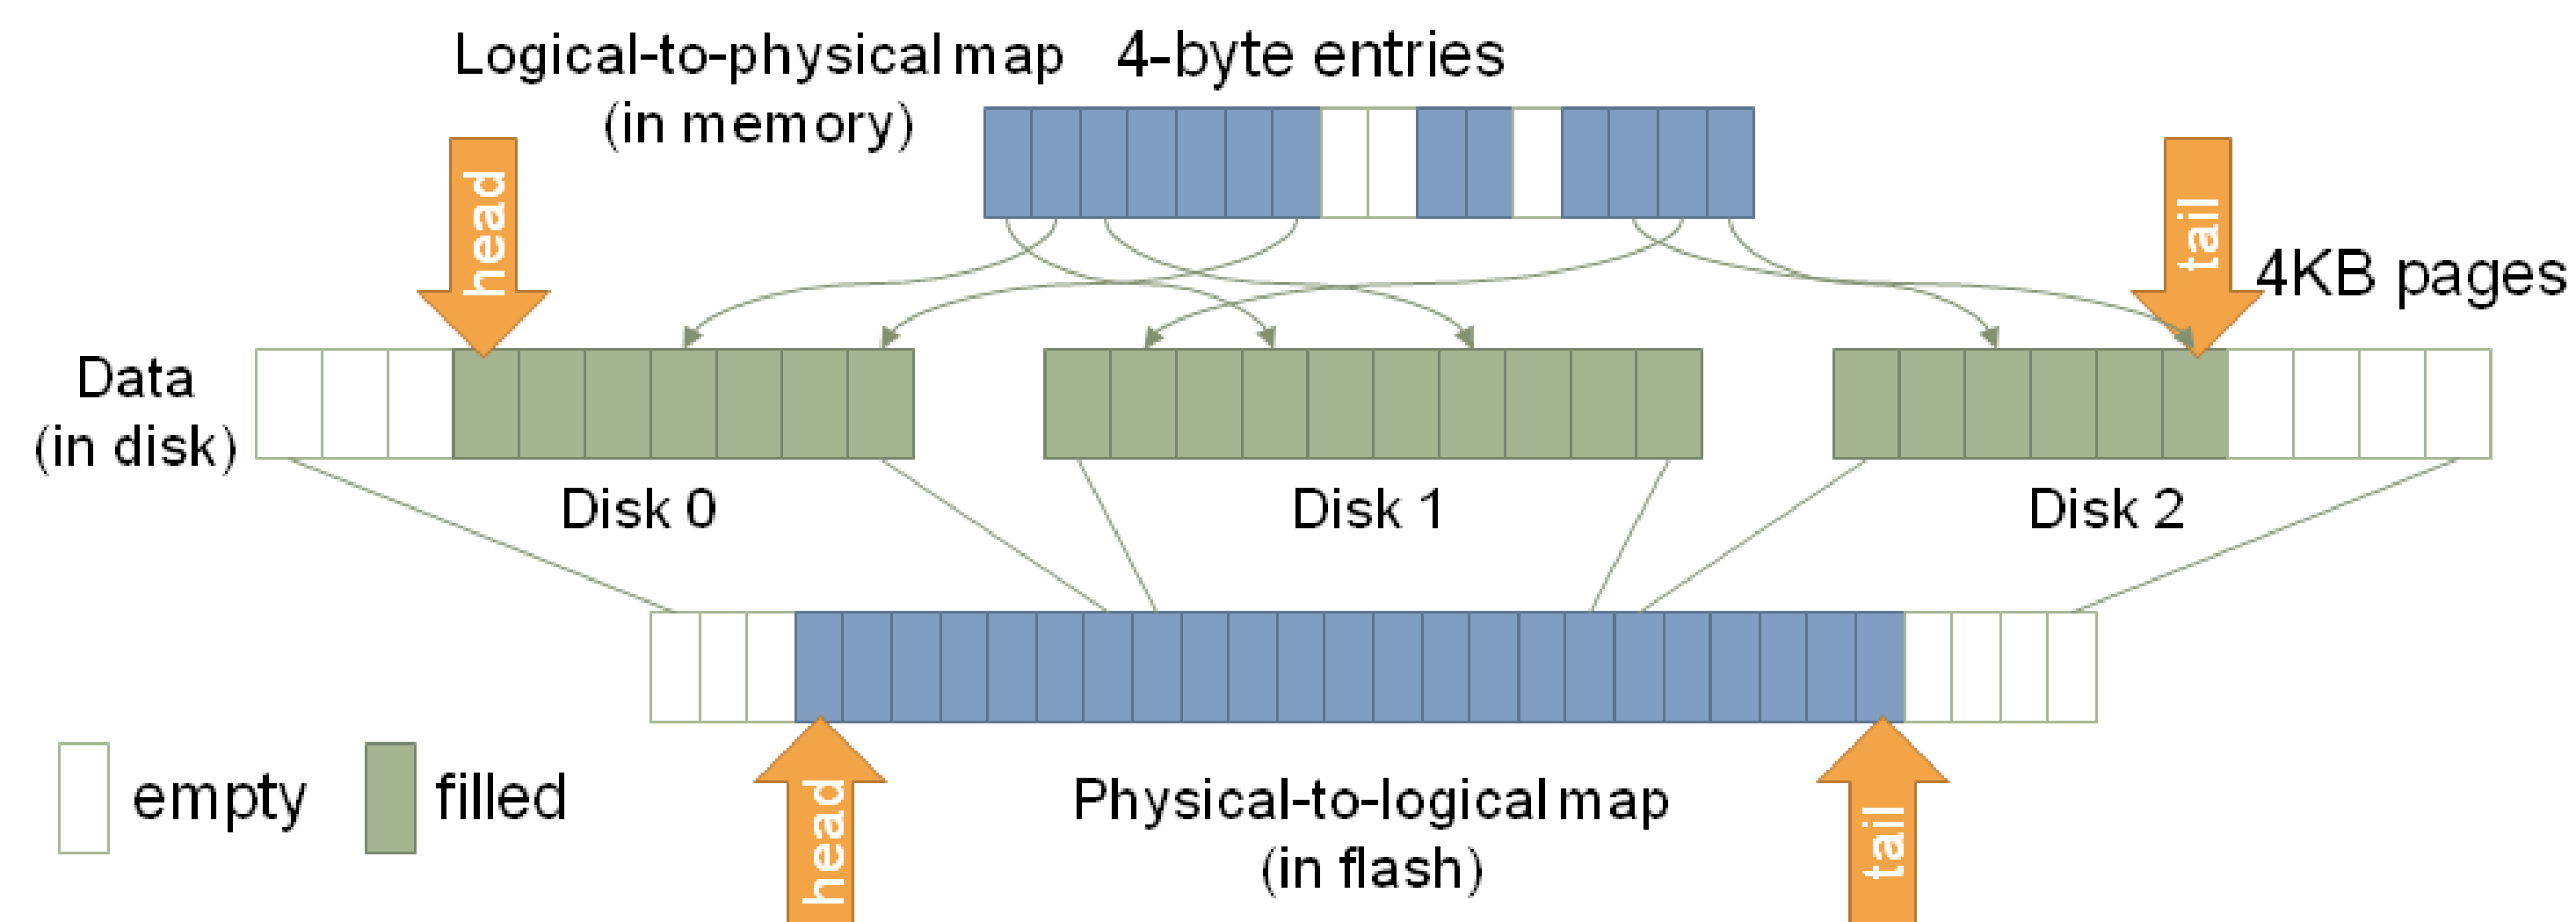 Logical-to-physical map
(in memory)
4-byte entries
head
tail
4KB pages
Data
(in disk)
Disk 0
Disk 1
Disk 2
empty
filled
head
Physical-to-logical map
(in flash)
tail